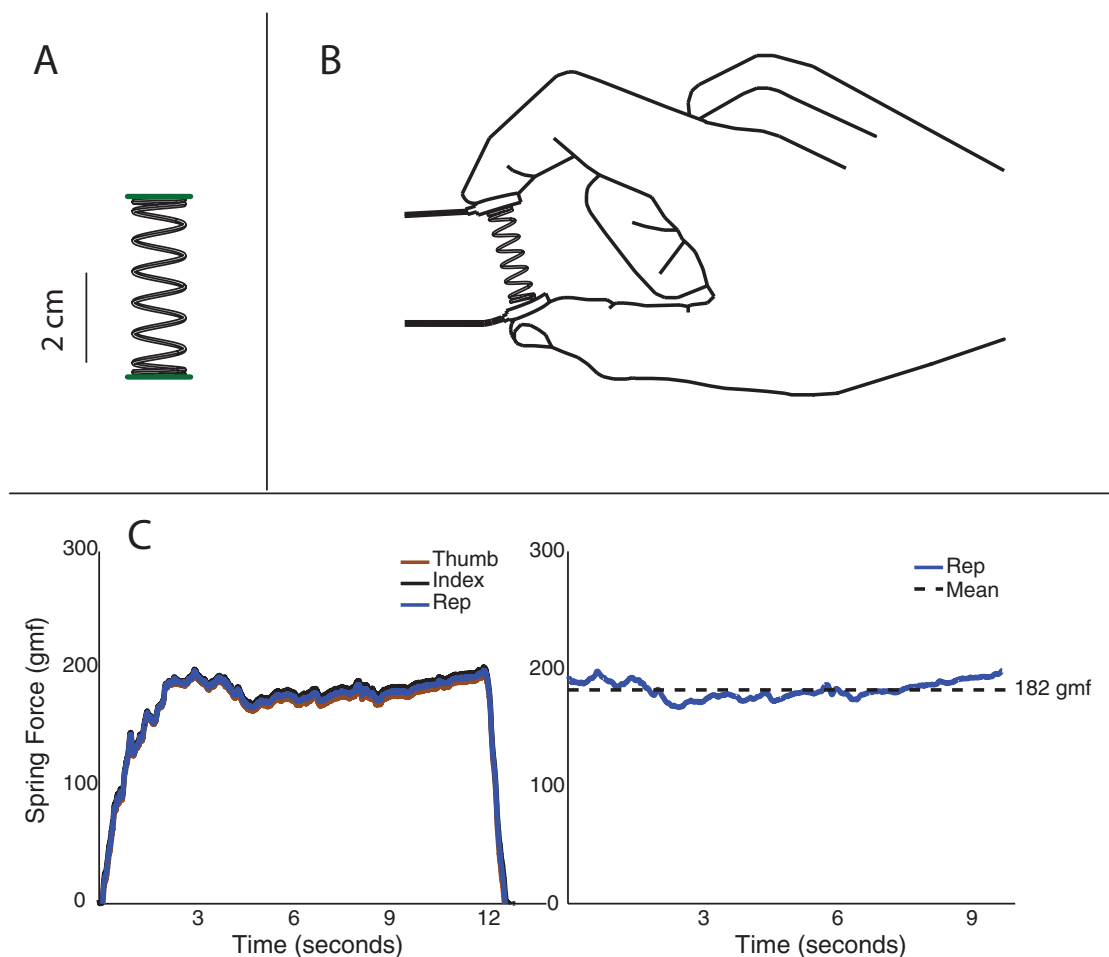 A
2 cm
B
C
Spring Force (gmf)
300
200
100
0
3
6
9
12
Time (seconds)
Thumb
Index
Rep
300
200
100
0
3
6
9
Time (seconds)
Rep
Mean
182 gmf